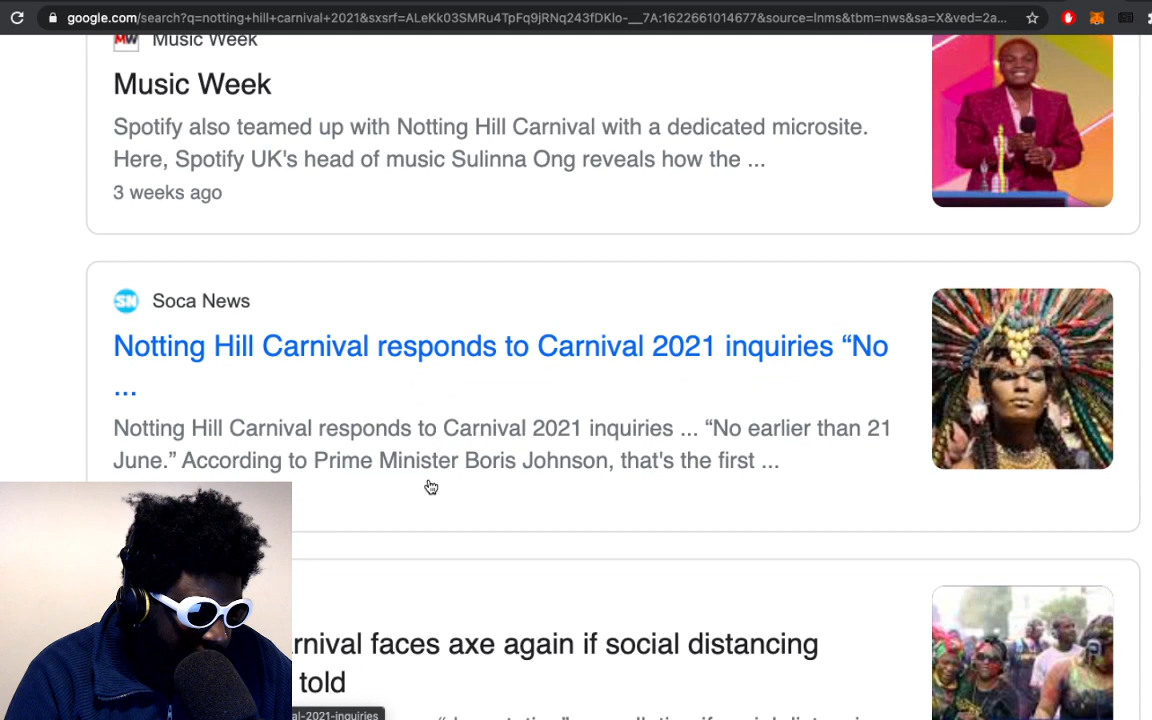 google.com/search?q=notting+hill+carnival+2021&sxsrf=ALeKk03SMRu4TpFq9jRNq243fDKlo-__7A:1622661014677&source=lnms&tbm=nws&sa=X&ved=2a...
MW Music Week
Music Week
Spotify also teamed up with Notting Hill Carnival with a dedicated microsite.
Here, Spotify UK's head of music Sulinna Ong reveals how the ...
3 weeks ago
SN Soca News
Notting Hill Carnival responds to Carnival 2021 inquiries “No
...
Notting Hill Carnival responds to Carnival 2021 inquiries ... “No earlier than 21
June.” According to Prime Minister Boris Johnson, that's the first ...
rnival faces axe again if social distancing
told
al-2021-inquiries